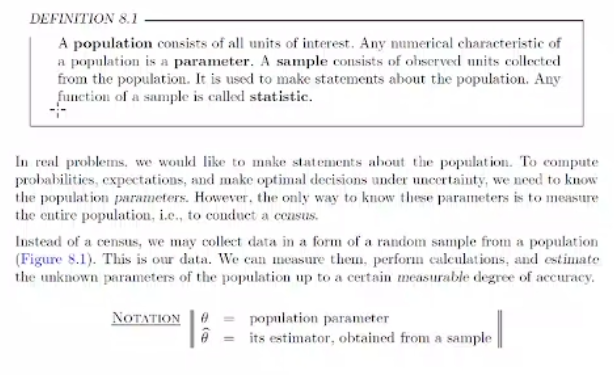 DEFINITION 8.1
A population consists of all units of interest. Any numerical characteristic of
a population is a parameter. A sample consists of observed units collected
from the population. It is used to make statements about the population. Any
function of a sample is called statistic.
In real problems, we would like to make statements about the population. To compute
probabilities, expectations, and make optimal decisions under uncertainty, we need to know
the population parameters. However, the only way to know these parameters is to measure
the entire population, i.e., to conduct a census.
Instead of a census, we may collect data in a form of a random sample from a population
(Figure 8.1). This is our data. We can measure them, perform calculations, and estimate
the unknown parameters of the population up to a certain measurable degree of accuracy.
NOTATION θ = population parameter
θ̂ = its estimator, obtained from a sample